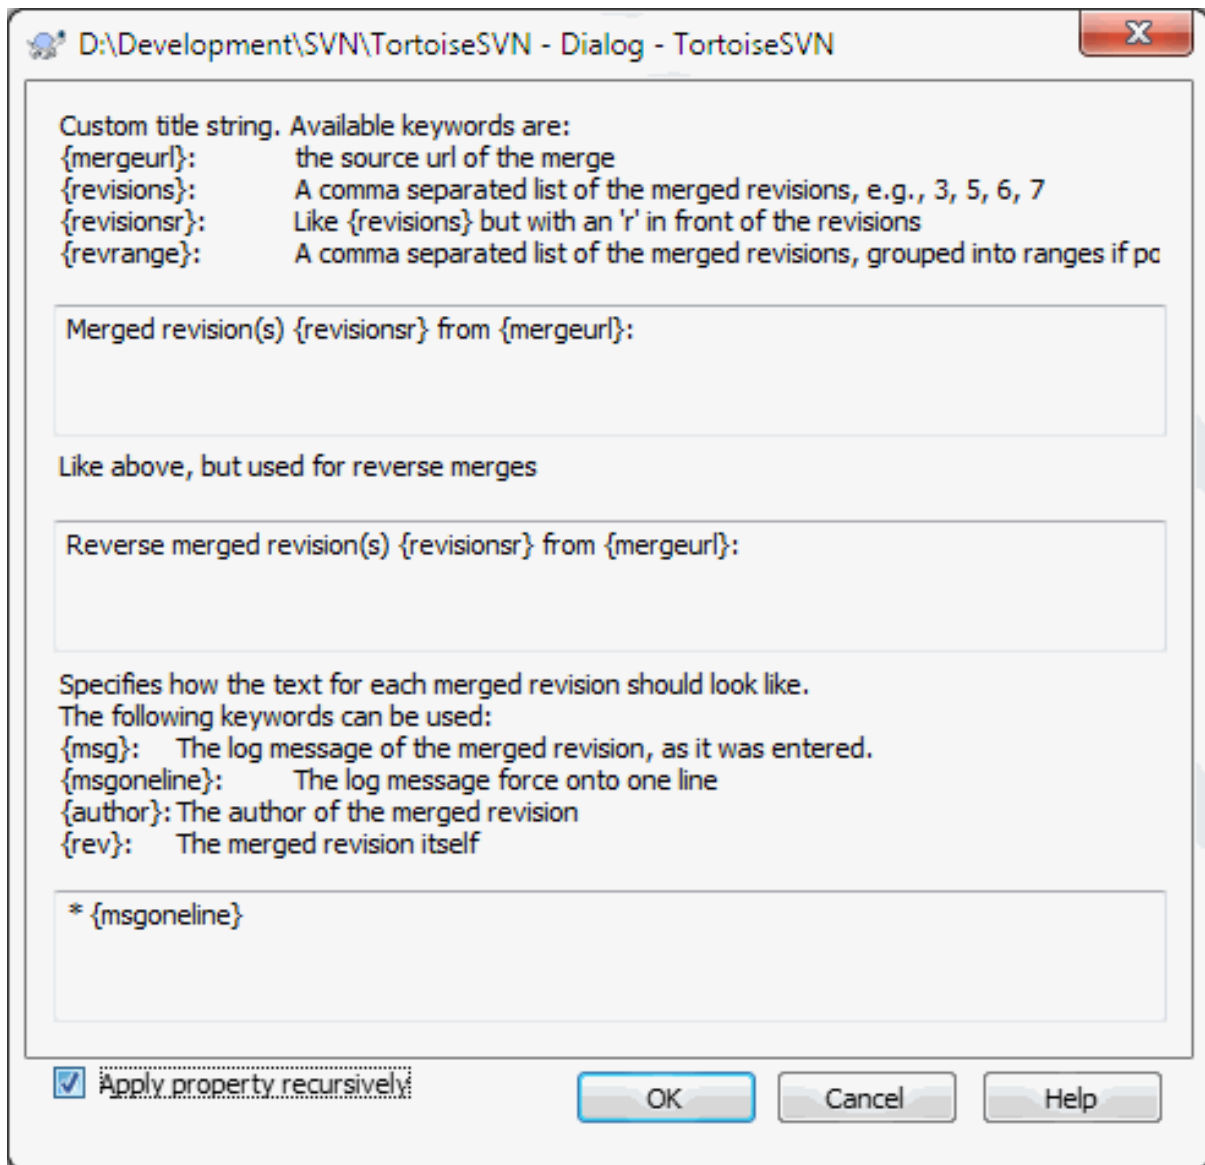 D:\Development\SVN\TortoiseSVN - Dialog - TortoiseSVN
Custom title string. Available keywords are:
{mergeurl}: the source url of the merge
{revisions}: A comma separated list of the merged revisions, e.g., 3, 5, 6, 7
{revisionsr}: Like {revisions} but with an 'r' in front of the revisions
{revrange}: A comma separated list of the merged revisions, grouped into ranges if po
Merged revision(s) {revisionsr} from {mergeurl}:
Like above, but used for reverse merges
Reverse merged revision(s) {revisionsr} from {mergeurl}:
Specifies how the text for each merged revision should look like.
The following keywords can be used:
{msg}: The log message of the merged revision, as it was entered.
{msgoneline}: The log message force onto one line
{author}: The author of the merged revision
{rev}: The merged revision itself
* {msgoneline}
Apply property recursively
OK Cancel Help